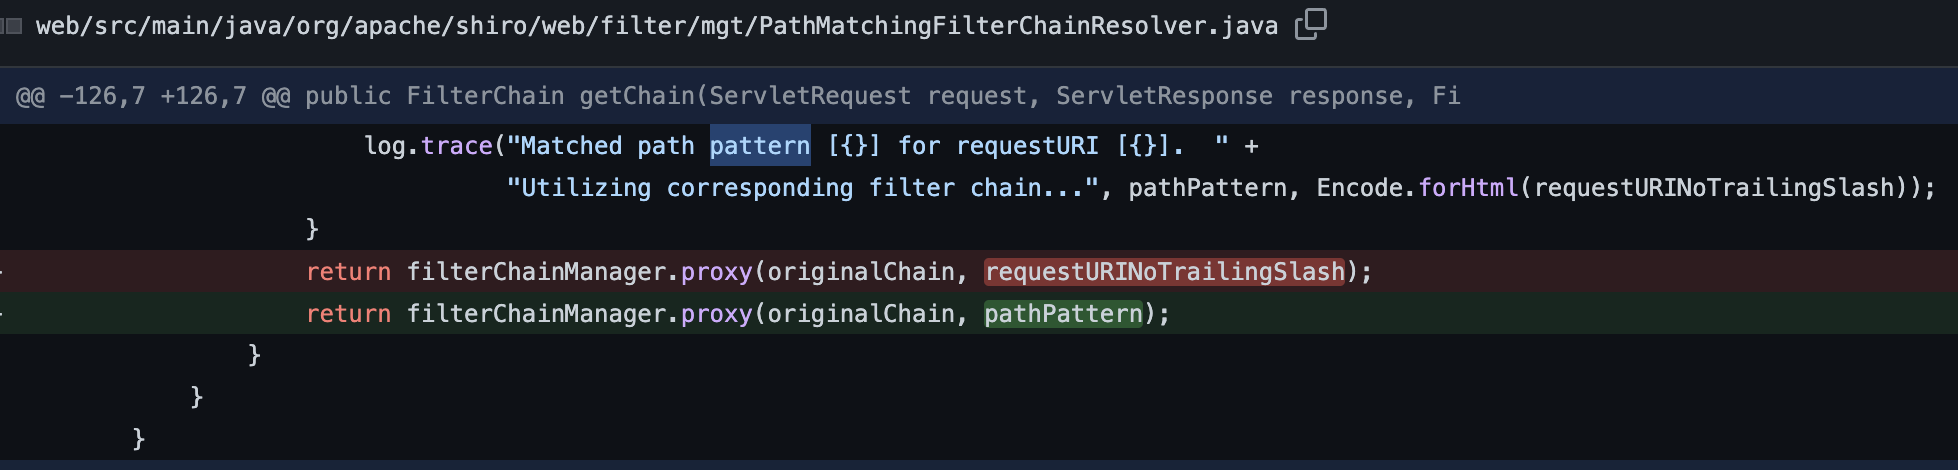 web/src/main/java/org/apache/shiro/web/filter/mgt/PathMatchingFilterChainResolver.java
@@ -126,7 +126,7 @@ public FilterChain getChain(ServletRequest request, ServletResponse response, Fi
log.trace("Matched path pattern [{}] for requestURI [{}].  " +
"Utilizing corresponding filter chain...", pathPattern, Encode.forHtml(requestURINoTrailingSlash));
}
return filterChainManager.proxy(originalChain, requestURINoTrailingSlash);
return filterChainManager.proxy(originalChain, pathPattern);
}
}
}